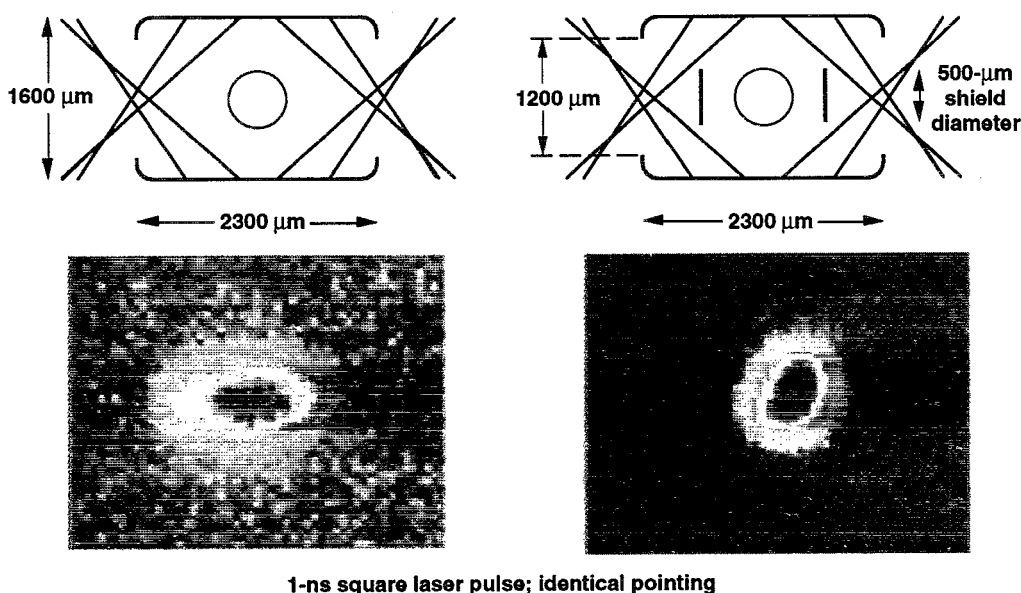 1600 μm
2300 μm
1200 μm
500-μm
shield
diameter
2300 μm
1-ns square laser pulse; identical pointing